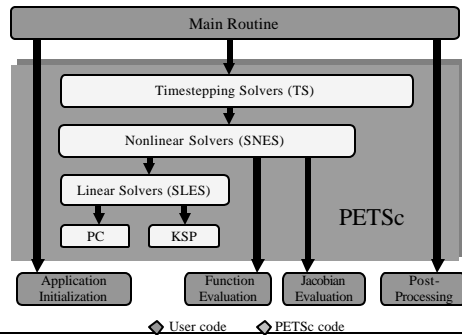 Main Routine
Timestepping Solvers (TS)
Nonlinear Solvers (SNES)
Linear Solvers (SLES)
PC KSP
PETSc
Application
Initialization
Function
Evaluation
Jacobian
Evaluation
Post-
Processing
User code PETSc code